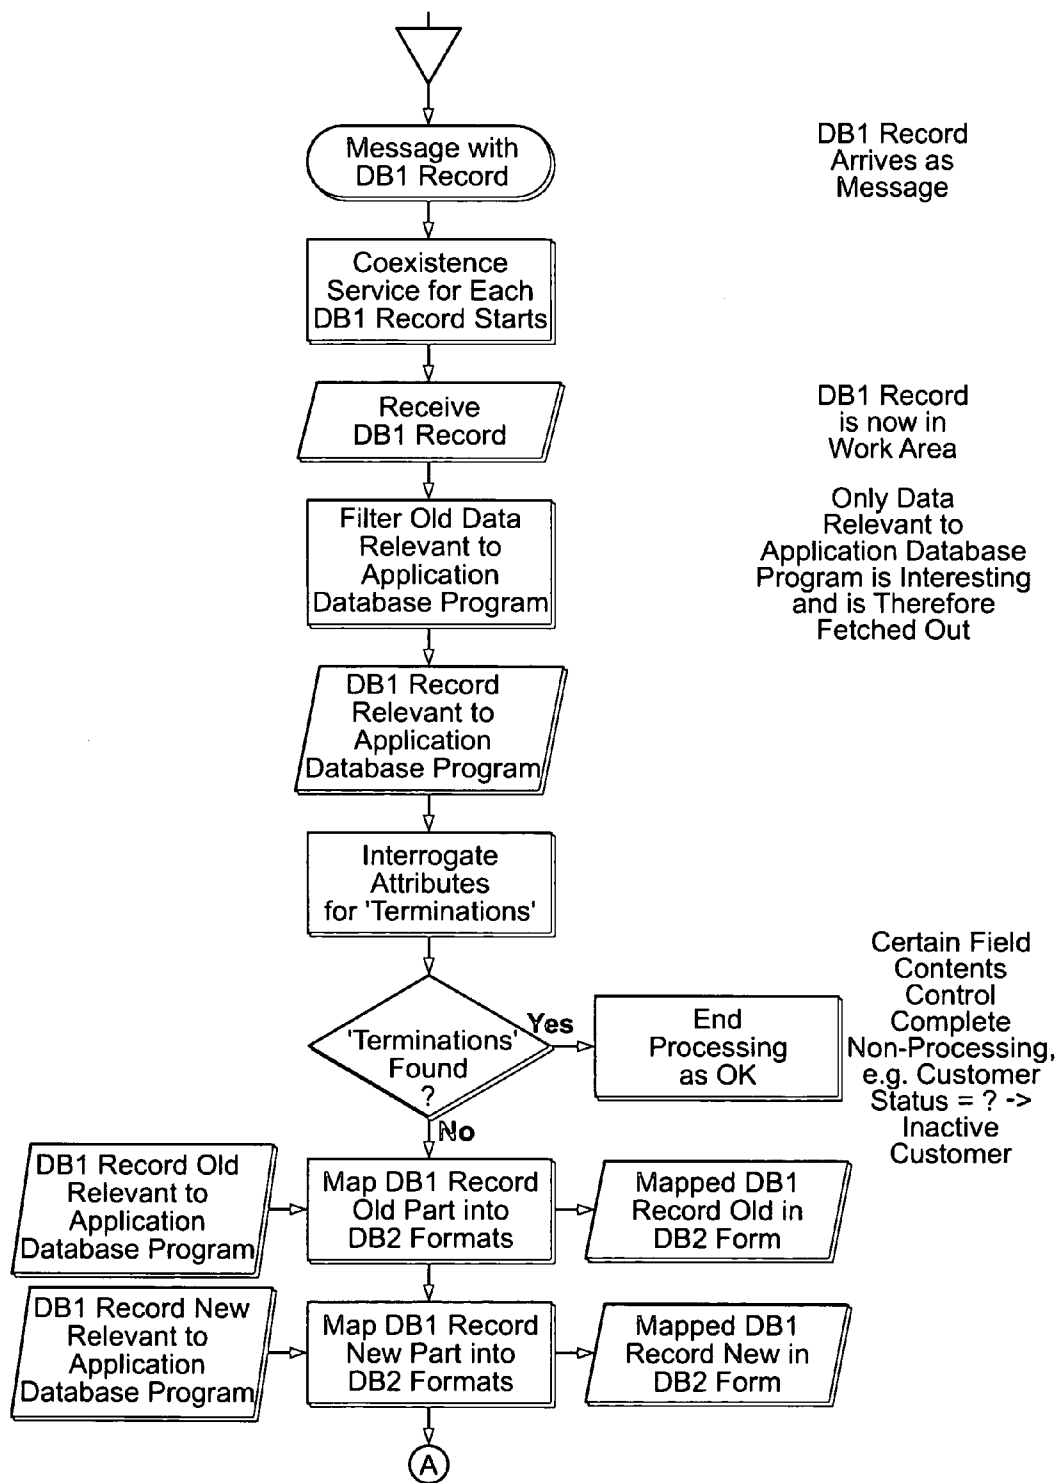 Message with
DB1 Record
DB1 Record
Arrives as
Message
Coexistence
Service for Each
DB1 Record Starts
Receive
DB1 Record
DB1 Record
is now in
Work Area
Filter Old Data
Relevant to
Application
Database Program
Only Data
Relevant to
Application Database
Program is Interesting
and is Therefore
Fetched Out
DB1 Record
Relevant to
Application
Database Program
Interrogate
Attributes
for 'Terminations'
'Terminations'
Found
?
Yes
End
Processing
as OK
Certain Field
Contents
Control
Complete
Non-Processing,
e.g. Customer
Status = ? ->
Inactive
Customer
No
DB1 Record Old
Relevant to
Application
Database Program
Map DB1 Record
Old Part into
DB2 Formats
Mapped DB1
Record Old in
DB2 Form
DB1 Record New
Relevant to
Application
Database Program
Map DB1 Record
New Part into
DB2 Formats
Mapped DB1
Record New in
DB2 Form
A